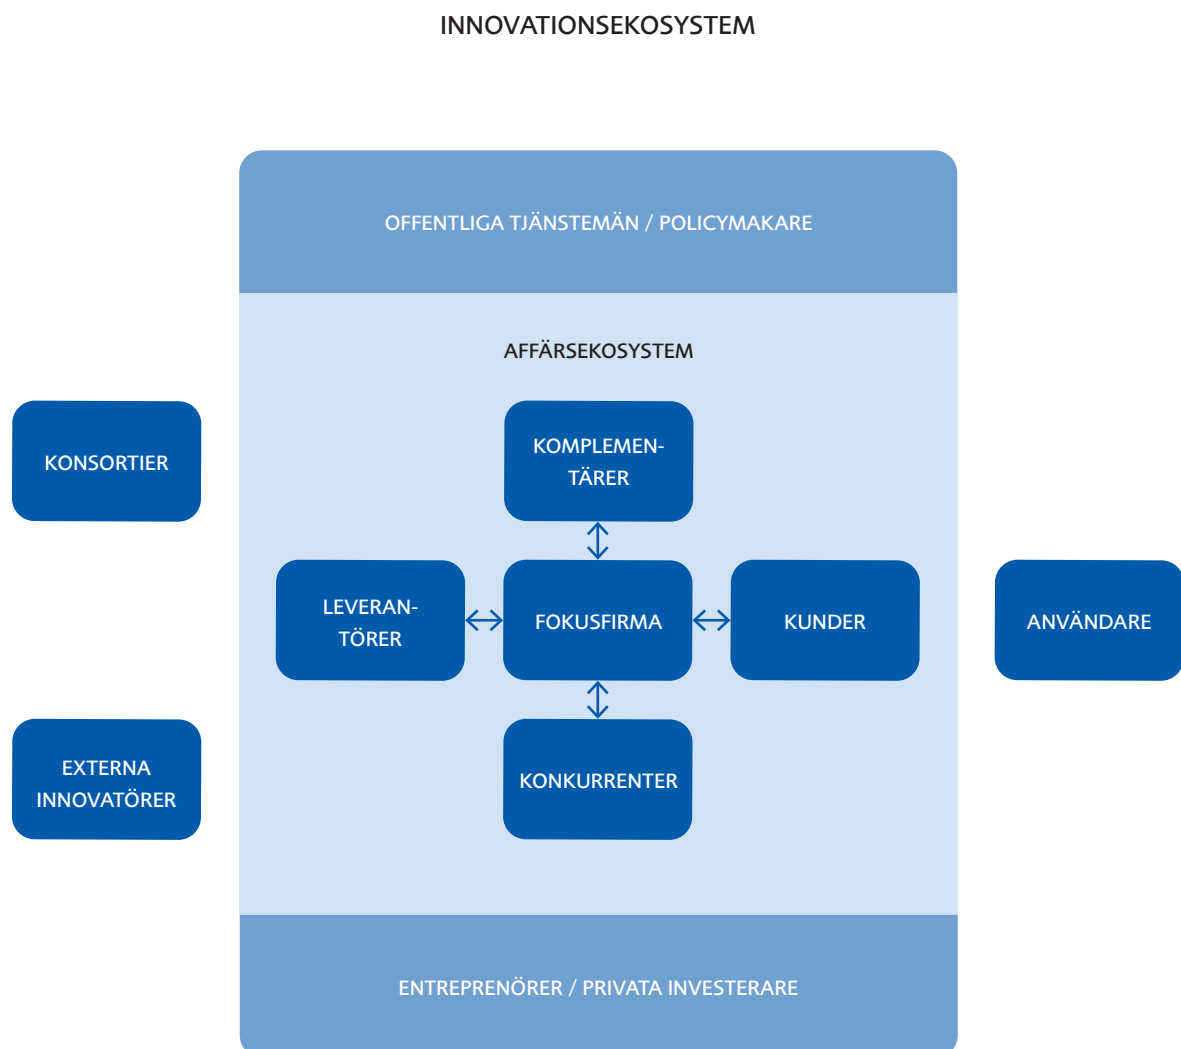 INNOVATIONSEKOSYSTEM
OFFENTLIGA TJÄNSTEMÄN / POLICYMAKARE
AFFÄRSEKOSYSTEM
KONSORTIER
KOMPLEMEN-
TÄRER
LEVERAN-
TÖRER
FOKUSFIRMA
KUNDER
ANVÄNDARE
EXTERNA
INNOVATÖRER
KONKURRENTER
ENTREPRENÖRER / PRIVATA INVESTERARE